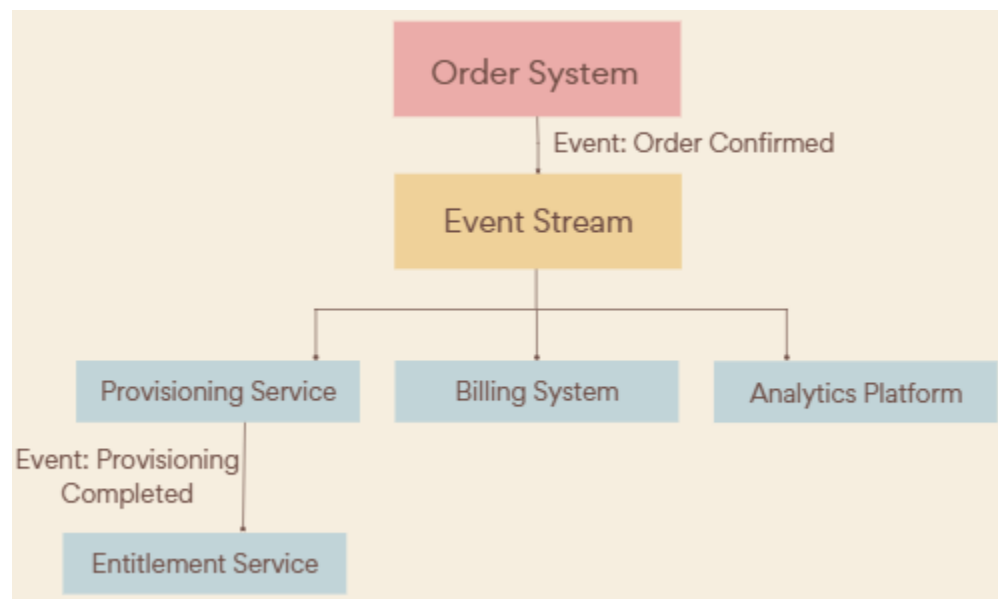 Order System
Event: Order Confirmed
Event Stream
Provisioning Service
Billing System
Analytics Platform
Event: Provisioning
Completed
Entitlement Service